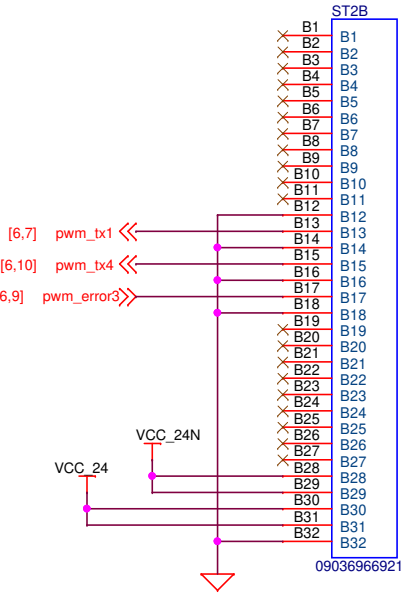 ST2B
B1 B1
B2 B2
B3 B3
B4 B4
B5 B5
B6 B6
B7 B7
B8 B8
B9 B9
B10 B10
B11 B11
B12 B12
[6,7] pwm_tx1 B13 B13
B14 B14
[6,10] pwm_tx4 B15 B15
B16 B16
6,9] pwm_error3 B17 B17
B18 B18
B19 B19
B20 B20
B21 B21
B22 B22
B23 B23
B24 B24
B25 B25
B26 B26
VCC_24N B27 B27
B28 B28
VCC_24 B29 B29
B30 B30
B31 B31
B32 B32
09036966921